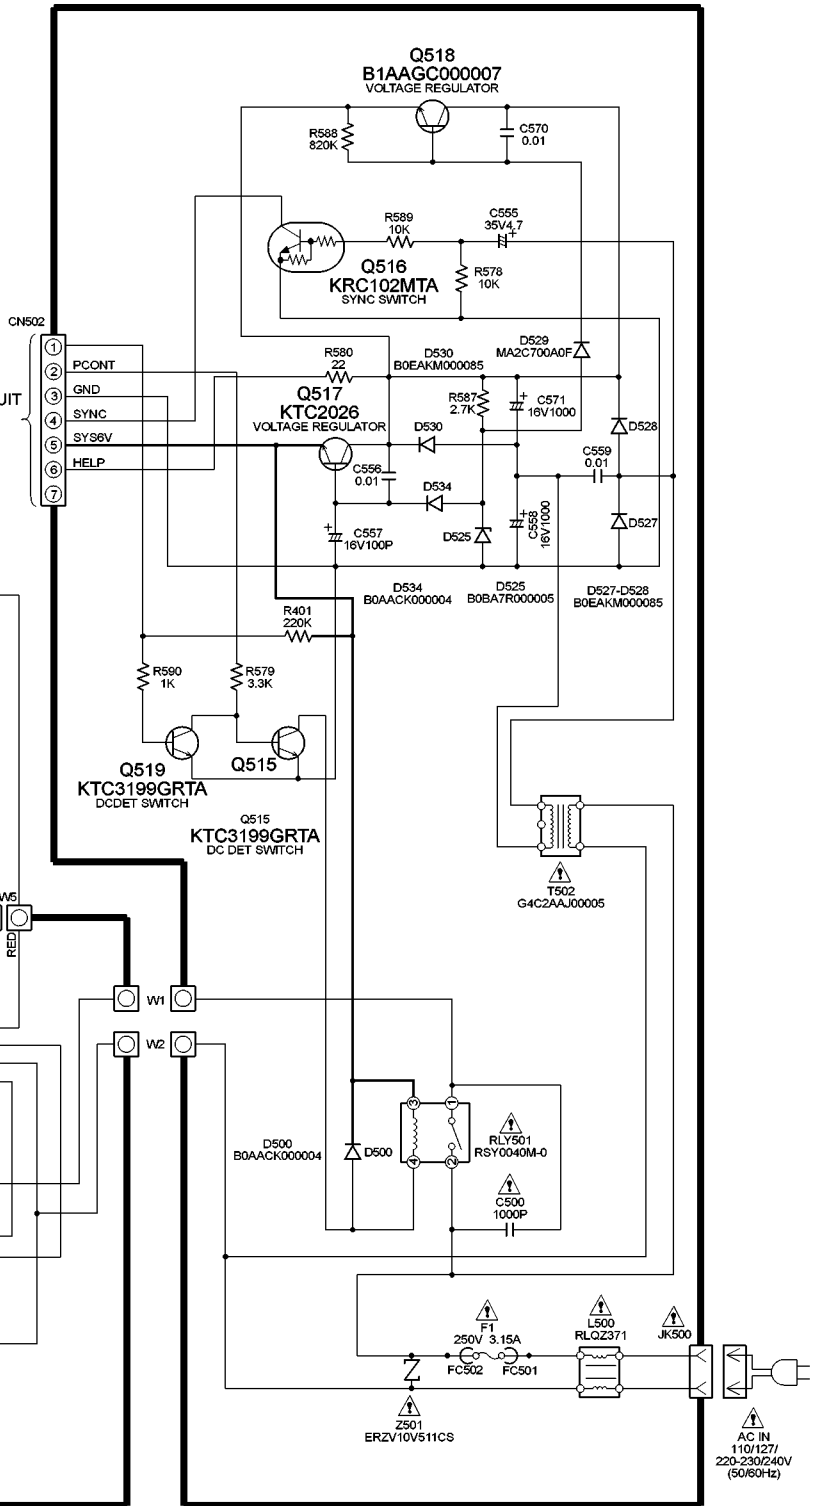 Q518
B1AAGC000007
VOLTAGE REGULATOR
R588
820K
C570
0.01
R589
10K
C555
35V4.7
+
Q516
KRC102MTA
SYNC SWITCH
R578
10K
CN502
1
2
3
4
5
6
7
UIT
PCONT
GND
SYNC
SYS6V
HELP
R580
22
D530
B0EAKM000085
D529
MA2C700A0F
Q517
KTC2026
VOLTAGE REGULATOR
R587
2.7K
+
C571
16V1000
D530
D528
C556
0.01
C559
0.01
D534
+
C557
16V100P
D525
+
C558
16V1000
D527
D534
B0AACK000004
D525
B0BA7R000005
D527-D528
B0EAKM000085
R401
220K
R590
1K
R579
3.3K
Q519
KTC3199GRTA
DCDET SWITCH
Q515
Q515
KTC3199GRTA
DC DET SWITCH
T502
G4C2AAJ00005
W5
RED
W1
W2
3
1
4
2
RLY501
RSY0040M-0
D500
B0AACK000004
D500
C500
1000P
F1
250V 3.15A
FC502
FC501
L500
RLQZ371
JK500
Z501
ERZV10V511CS
AC IN
110/127/
220-230/240V
(50/60Hz)